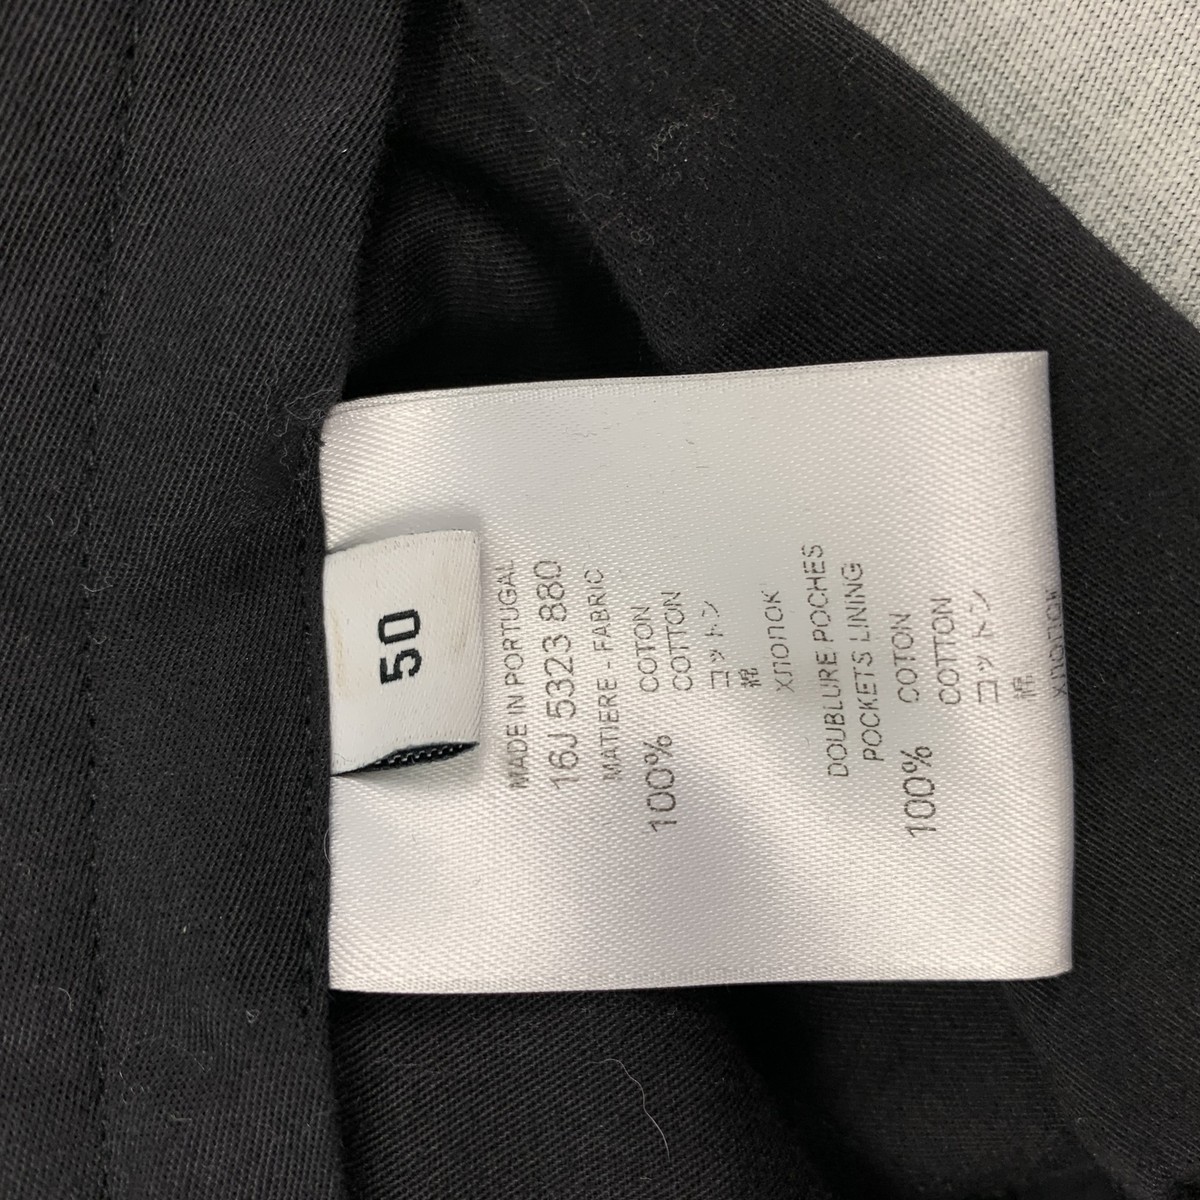 50
MADE IN PORTUGAL
16J 5323 880
MATIERE - FABRIC
100% COTON
COTTON
コットン
棉
хлопок
DOUBLURE POCHES
POCKETS LINING
100% COTON
COTTON
コットン
棉
хлопок